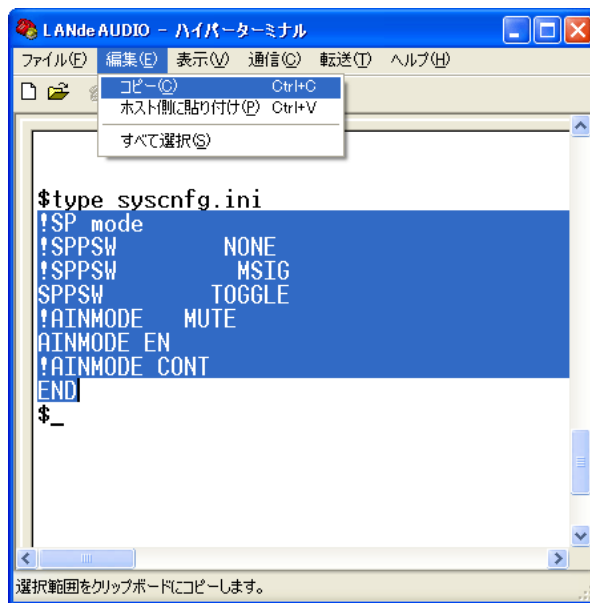 LANde AUDIO - ハイパーターミナル
ファイル(F) 編集(E) 表示(V) 通信(C) 転送(T) ヘルプ(H)
コピー(C) Ctrl+C
ホスト側に貼り付け(P) Ctrl+V
すべて選択(S)
$type syscnfg.ini
!SP mode
!SPPSW NONE
!SPPSW MSIG
SPPSW TOGGLE
!AINMODE MUTE
AINMODE EN
!AINMODE CONT
END
$_
選択範囲をクリップボードにコピーします。